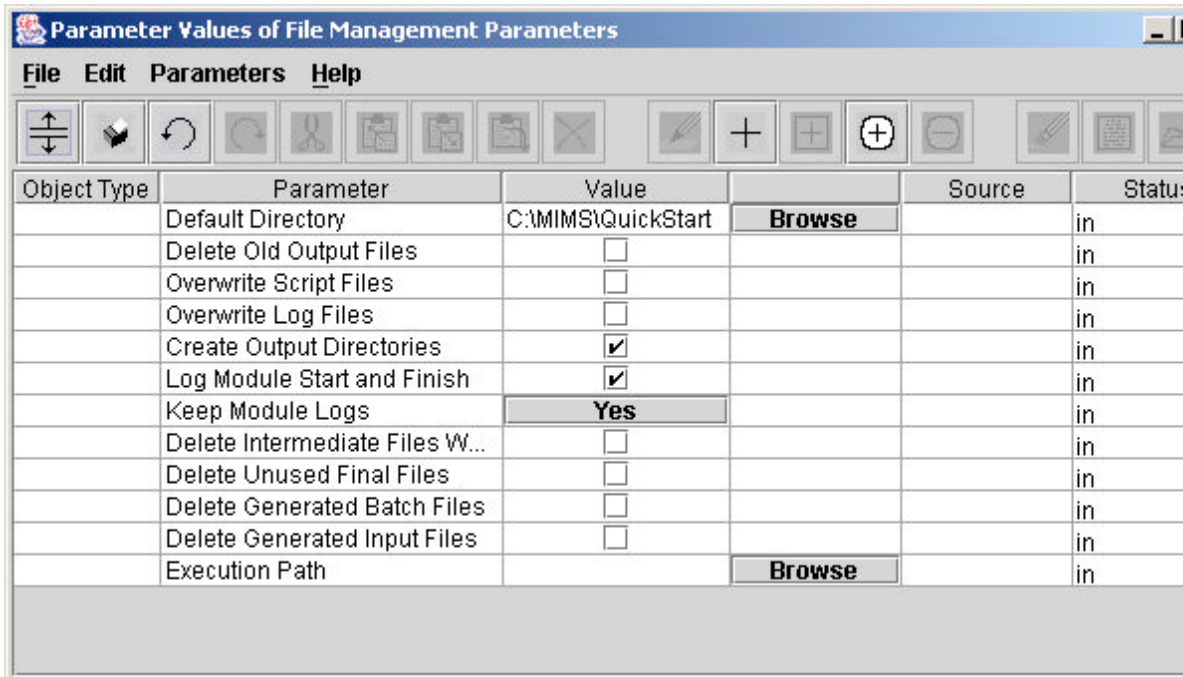 Parameter Values of File Management Parameters
File Edit Parameters Help
Object Type Parameter Value Source Status
Default Directory C:\MIMS\QuickStart Browse in
Delete Old Output Files in
Overwrite Script Files in
Overwrite Log Files in
Create Output Directories in
Log Module Start and Finish in
Keep Module Logs Yes in
Delete Intermediate Files W... in
Delete Unused Final Files in
Delete Generated Batch Files in
Delete Generated Input Files in
Execution Path Browse in